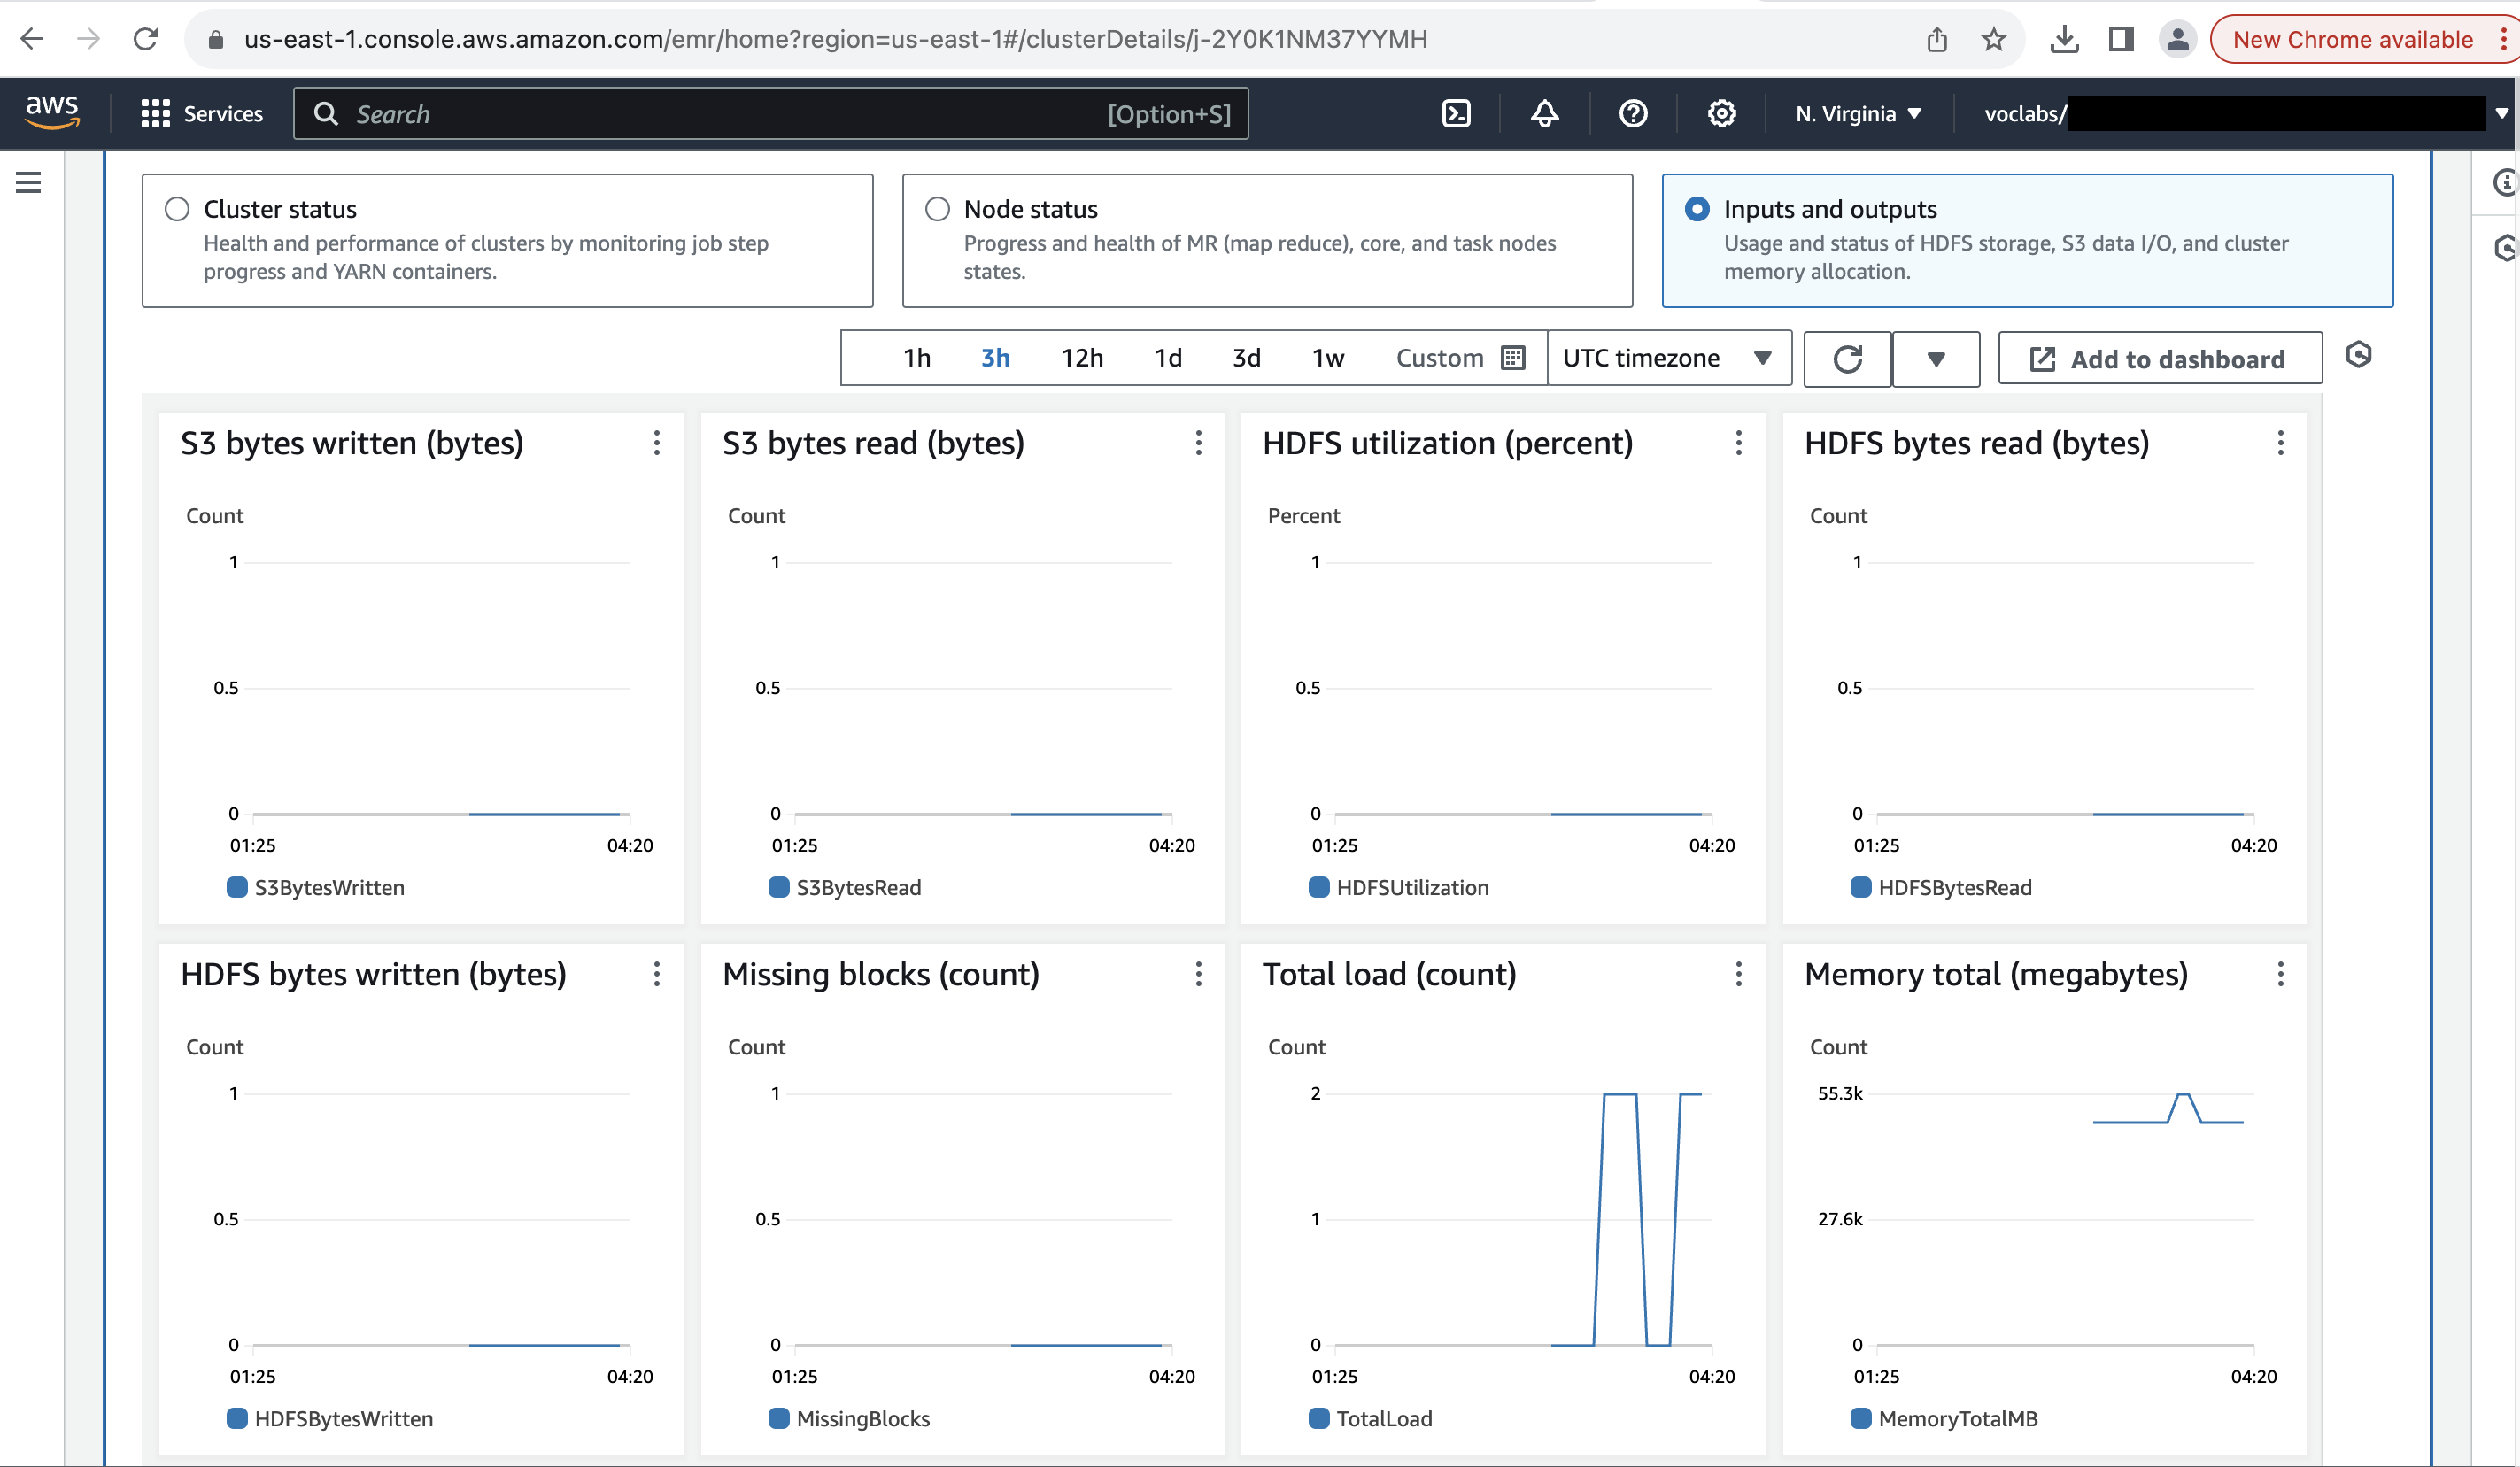 us-east-1.console.aws.amazon.com/emr/home?region=us-east-1#/clusterDetails/j-2Y0K1NM37YYMH
New Chrome available
aws
Services
Search
[Option+S]
N. Virginia
voclabs/
Cluster status
Health and performance of clusters by monitoring job step
progress and YARN containers.
Node status
Progress and health of MR (map reduce), core, and task nodes
states.
Inputs and outputs
Usage and status of HDFS storage, S3 data I/O, and cluster
memory allocation.
1h 3h 12h 1d 3d 1w Custom
UTC timezone
Add to dashboard
S3 bytes written (bytes)
Count
1
0.5
0
01:25 04:20
S3BytesWritten
S3 bytes read (bytes)
Count
1
0.5
0
01:25 04:20
S3BytesRead
HDFS utilization (percent)
Percent
1
0.5
0
01:25 04:20
HDFSUtilization
HDFS bytes read (bytes)
Count
1
0.5
0
01:25 04:20
HDFSBytesRead
HDFS bytes written (bytes)
Count
1
0.5
0
01:25 04:20
HDFSBytesWritten
Missing blocks (count)
Count
1
0.5
0
01:25 04:20
MissingBlocks
Total load (count)
Count
2
1
0
01:25 04:20
TotalLoad
Memory total (megabytes)
Count
55.3k
27.6k
0
01:25 04:20
MemoryTotalMB